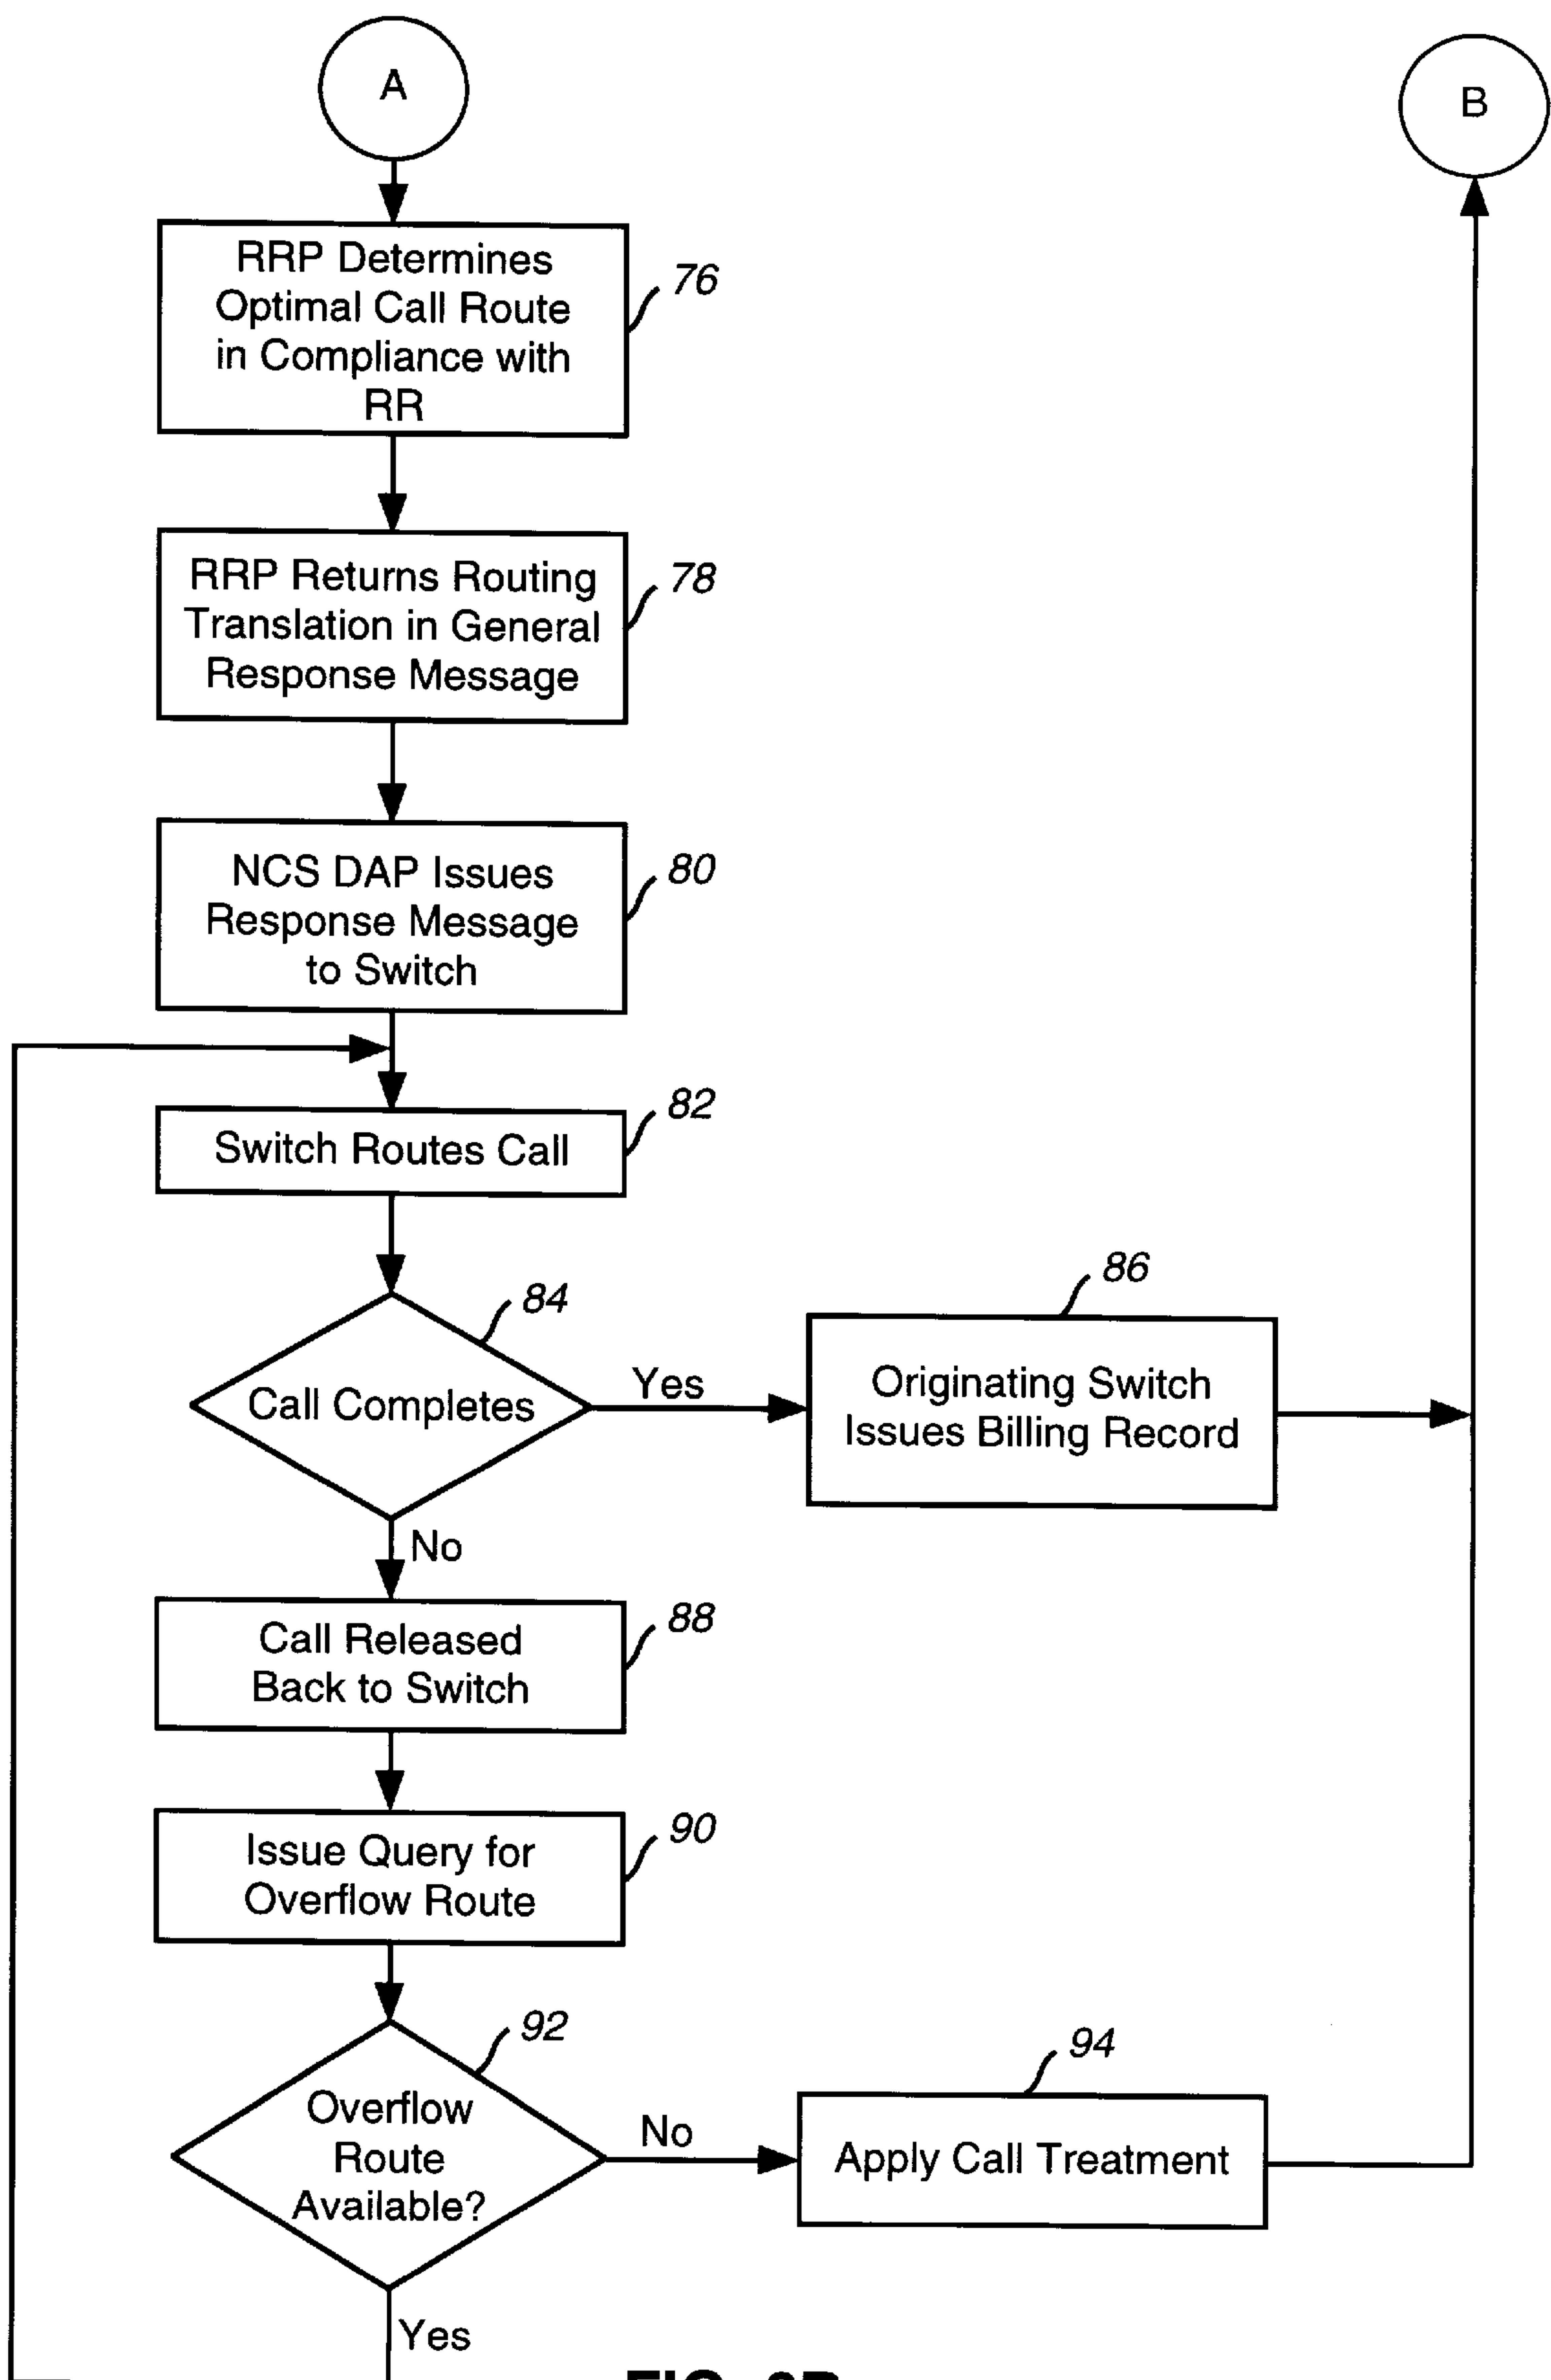 A
B
RRP Determines
Optimal Call Route
in Compliance with
RR
76
RRP Returns Routing
Translation in General
Response Message
78
NCS DAP Issues
Response Message
to Switch
80
Switch Routes Call
82
84
Call Completes
Yes
86
Originating Switch
Issues Billing Record
No
Call Released
Back to Switch
88
Issue Query for
Overflow Route
90
92
Overflow
Route
Available?
No
94
Apply Call Treatment
Yes